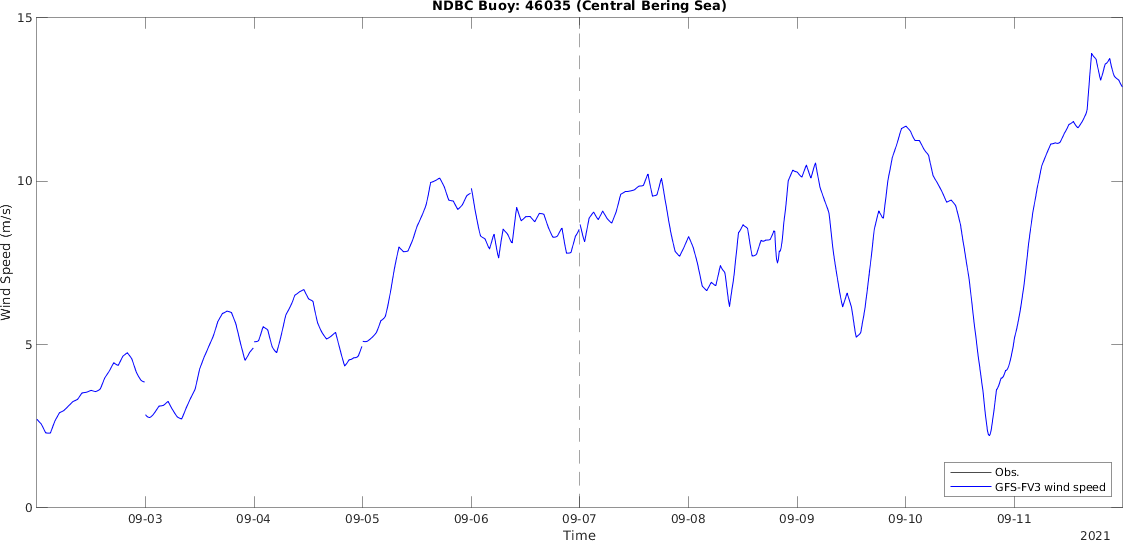 NDBC Buoy: 46035 (Central Bering Sea)
15
10
5
0
Wind Speed (m/s)
09-03 09-04 09-05 09-06 09-07 09-08 09-09 09-10 09-11
Time
2021
Obs.
GFS-FV3 wind speed